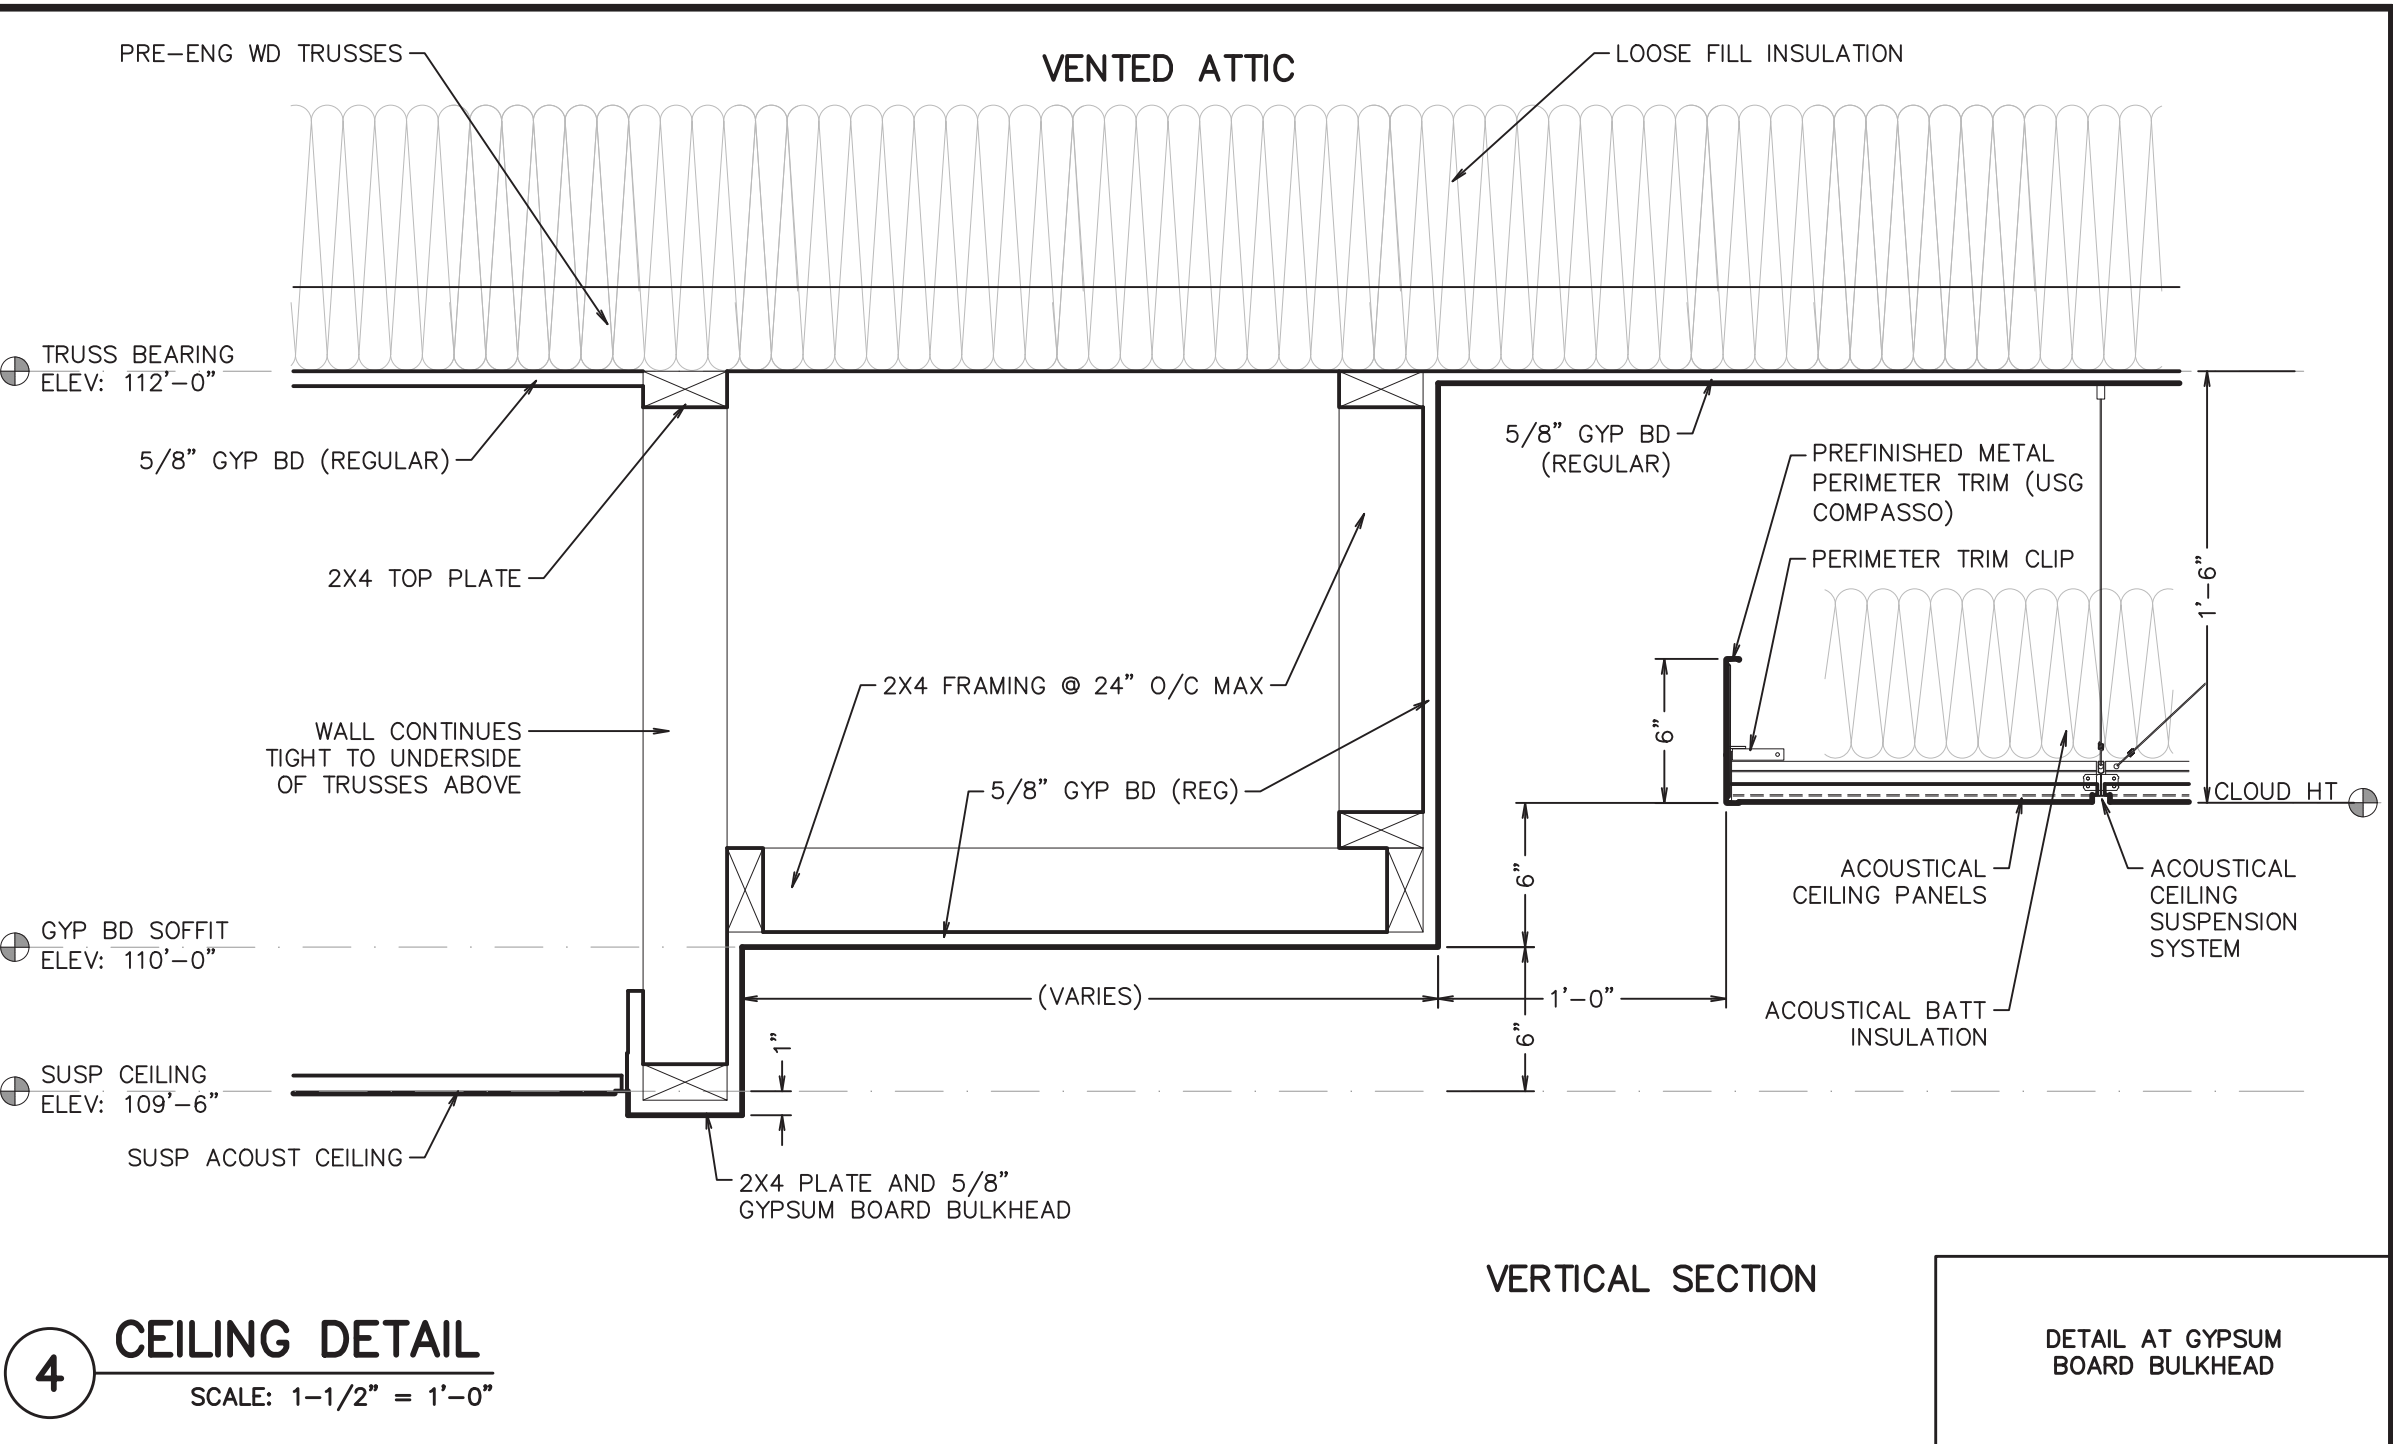 PRE-ENG WD TRUSSES
VENTED ATTIC
LOOSE FILL INSULATION
TRUSS BEARING
ELEV: 112'-0"
5/8" GYP BD (REGULAR)
2X4 TOP PLATE
5/8" GYP BD
(REGULAR)
PREFINISHED METAL
PERIMETER TRIM (USG
COMPASSO)
PERIMETER TRIM CLIP
1'-6"
2X4 FRAMING @ 24" O/C MAX
WALL CONTINUES
TIGHT TO UNDERSIDE
OF TRUSSES ABOVE
6"
5/8" GYP BD (REG)
CLOUD HT
6"
ACOUSTICAL
CEILING PANELS
ACOUSTICAL
CEILING
SUSPENSION
SYSTEM
GYP BD SOFFIT
ELEV: 110'-0"
(VARIES)
1'-0"
ACOUSTICAL BATT
INSULATION
6"
1"
SUSP CEILING
ELEV: 109'-6"
SUSP ACOUST CEILING
2X4 PLATE AND 5/8"
GYPSUM BOARD BULKHEAD
VERTICAL SECTION
4
CEILING DETAIL
SCALE: 1-1/2" = 1'-0"
DETAIL AT GYPSUM
BOARD BULKHEAD